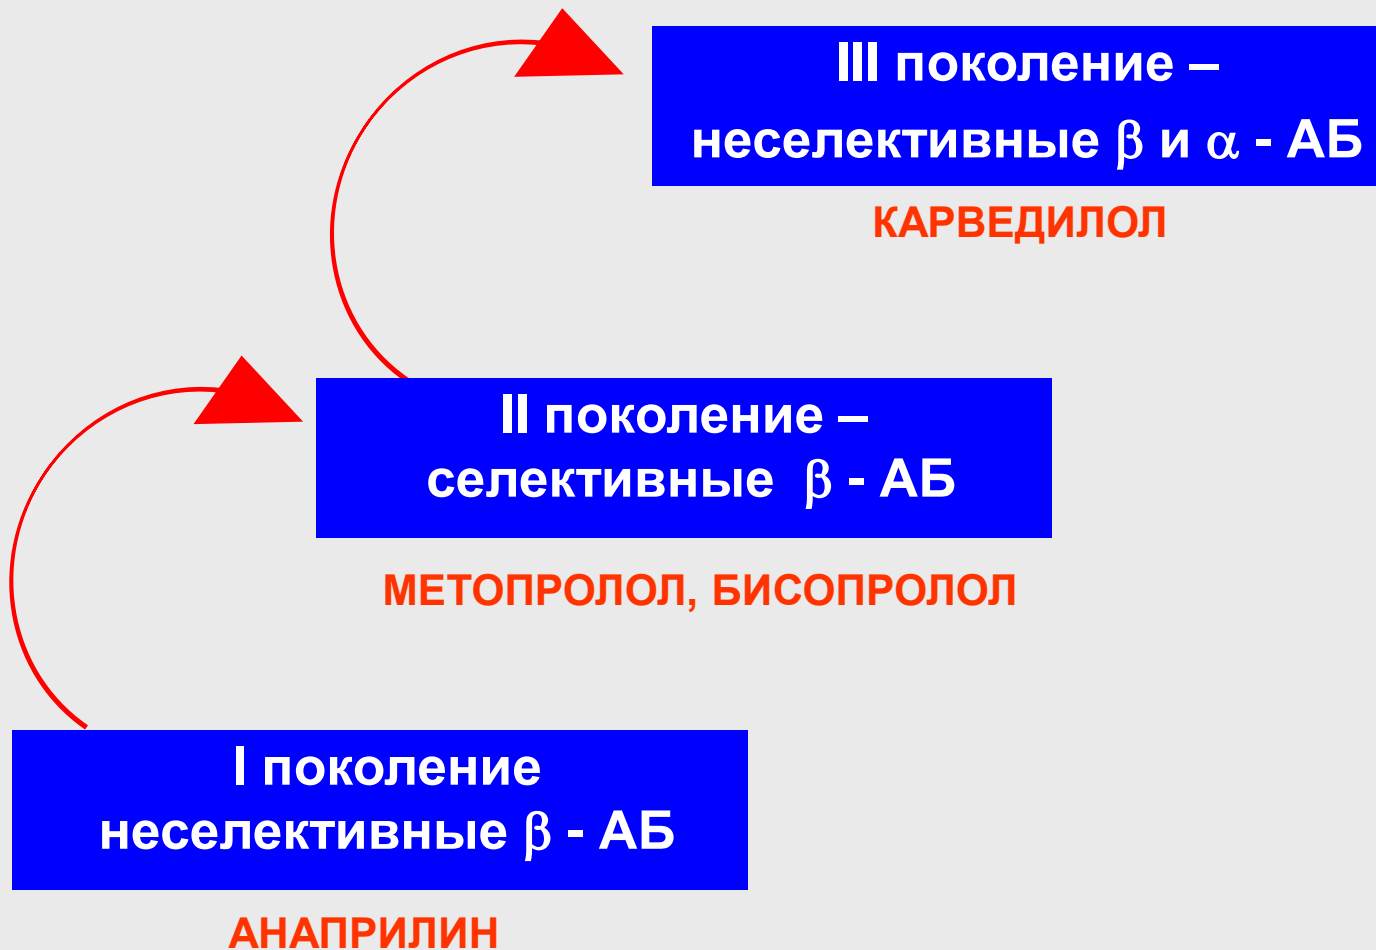 III поколение –
неселективные β и α - АБ
КАРВЕДИЛОЛ
II поколение –
селективные β - АБ
МЕТОПРОЛОЛ, БИСОПРОЛОЛ
I поколение
неселективные β - АБ
АНАПРИЛИН